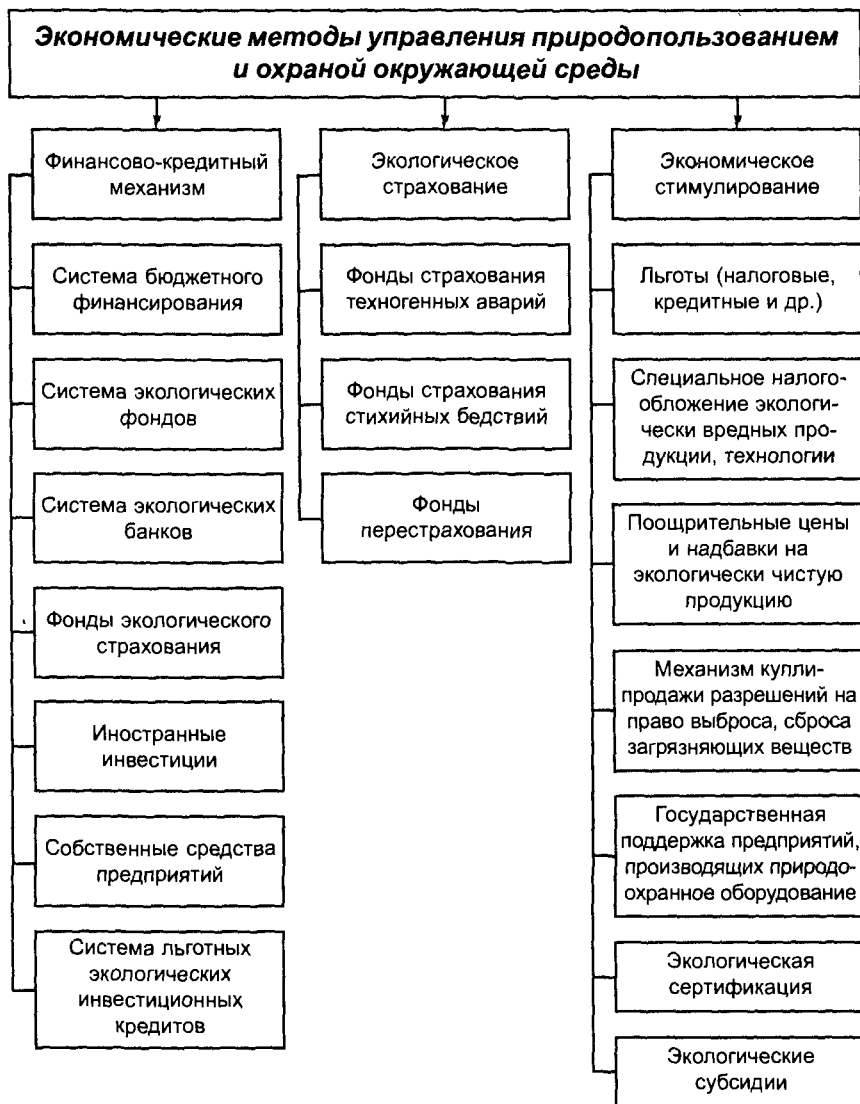 Экономические методы управления природопользованием
и охраной окружающей среды
Финансово-кредитный
механизм
Система бюджетного
финансирования
Система экологических
фондов
Система экологических
банков
Фонды экологического
страхования
Иностранные
инвестиции
Собственные средства
предприятий
Система льготных
экологических
инвестиционных
кредитов
Экологическое
страхование
Фонды страхования
техногенных аварий
Фонды страхования
стихийных бедствий
Фонды
перестрахования
Экономическое
стимулирование
Льготы (налоговые,
кредитные и др.)
Специальное налого-
обложение экологи-
чески вредных про-
дукции, технологии
Поощрительные цены
и надбавки на
экологически чистую
продукцию
Механизм купли-
продажи разрешений на
право выброса, сброса
загрязняющих веществ
Государственная
поддержка предприятий,
производящих природо-
охранное оборудование
Экологическая
сертификация
Экологические
субсидии